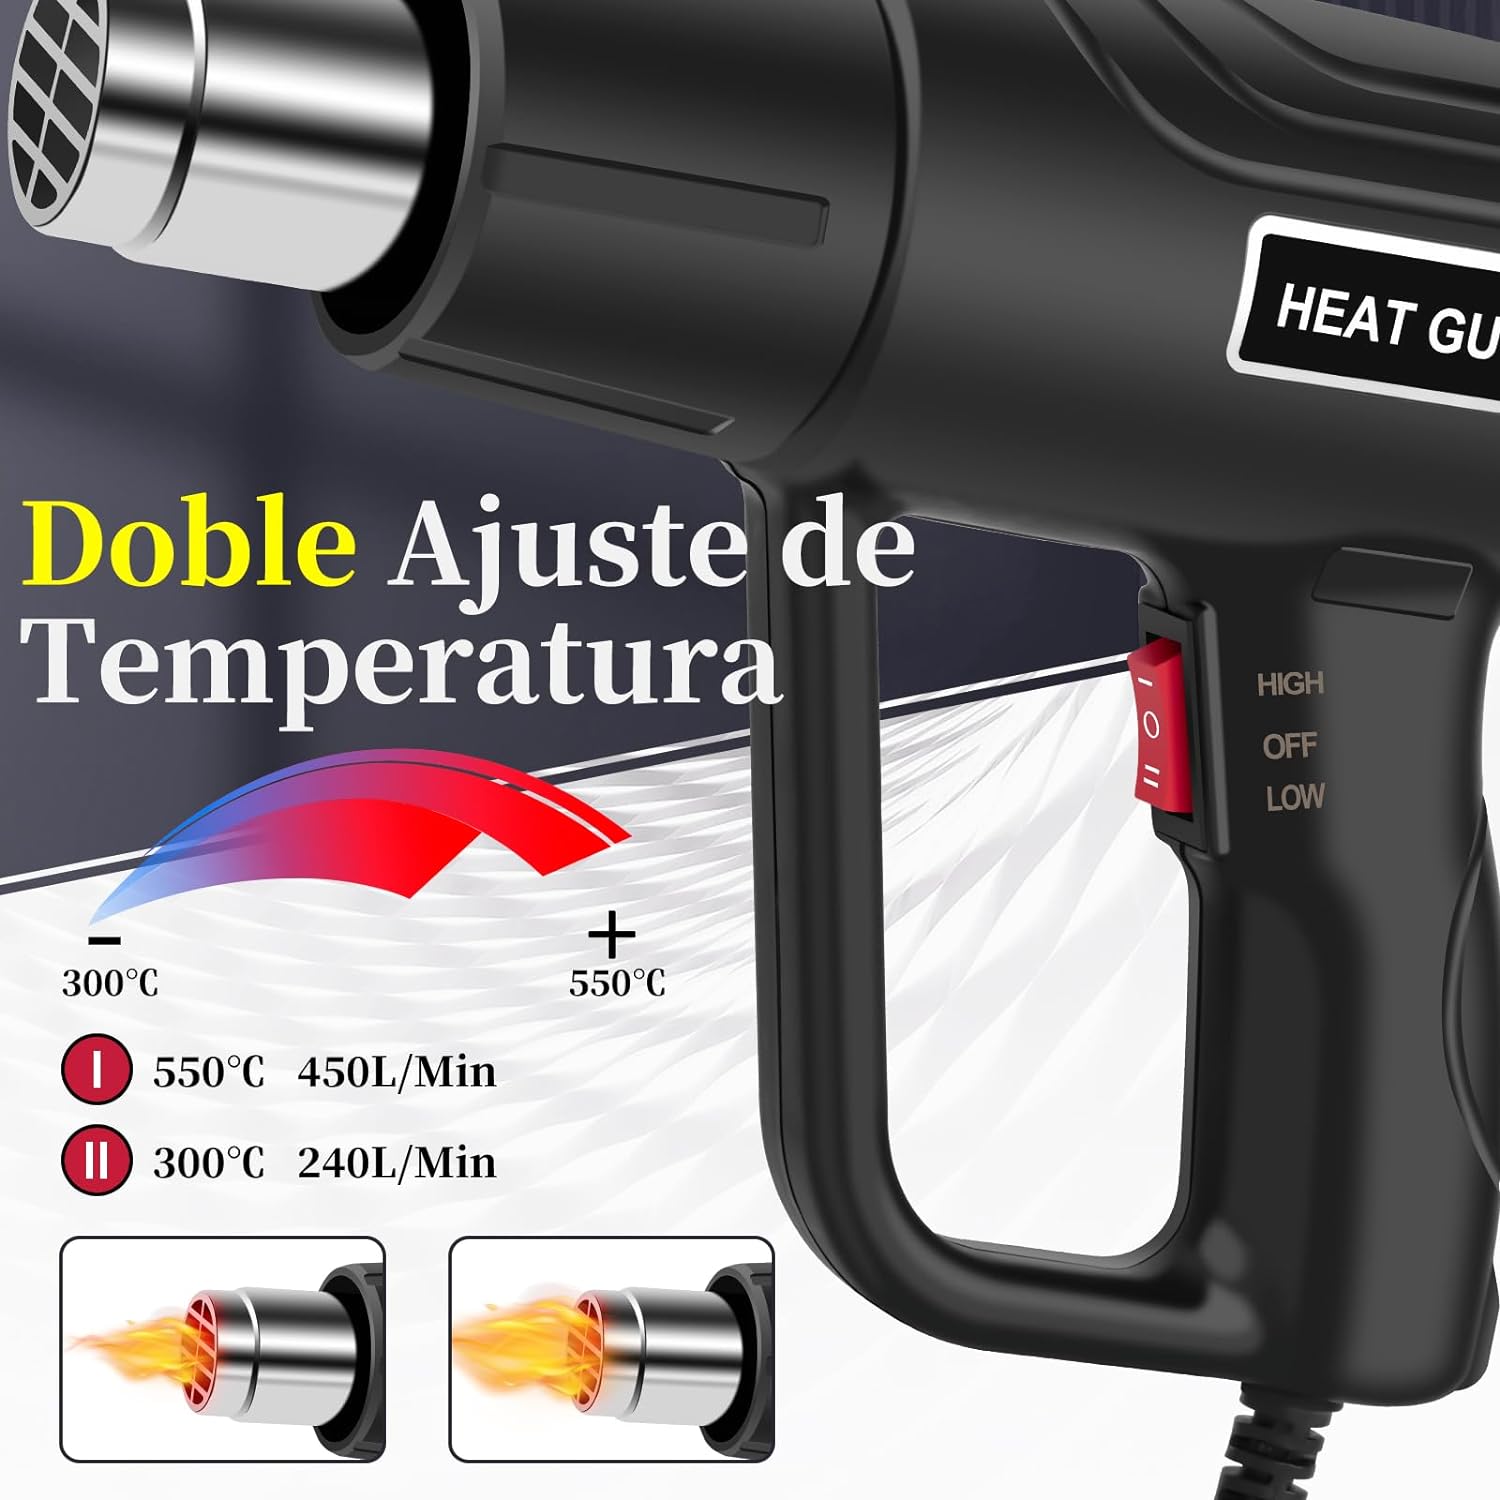 HEAT GU
Doble Ajuste de
Temperatura
HIGH
OFF
LOW
- +
300℃ 550℃
I 550℃ 450L/Min
II 300℃ 240L/Min